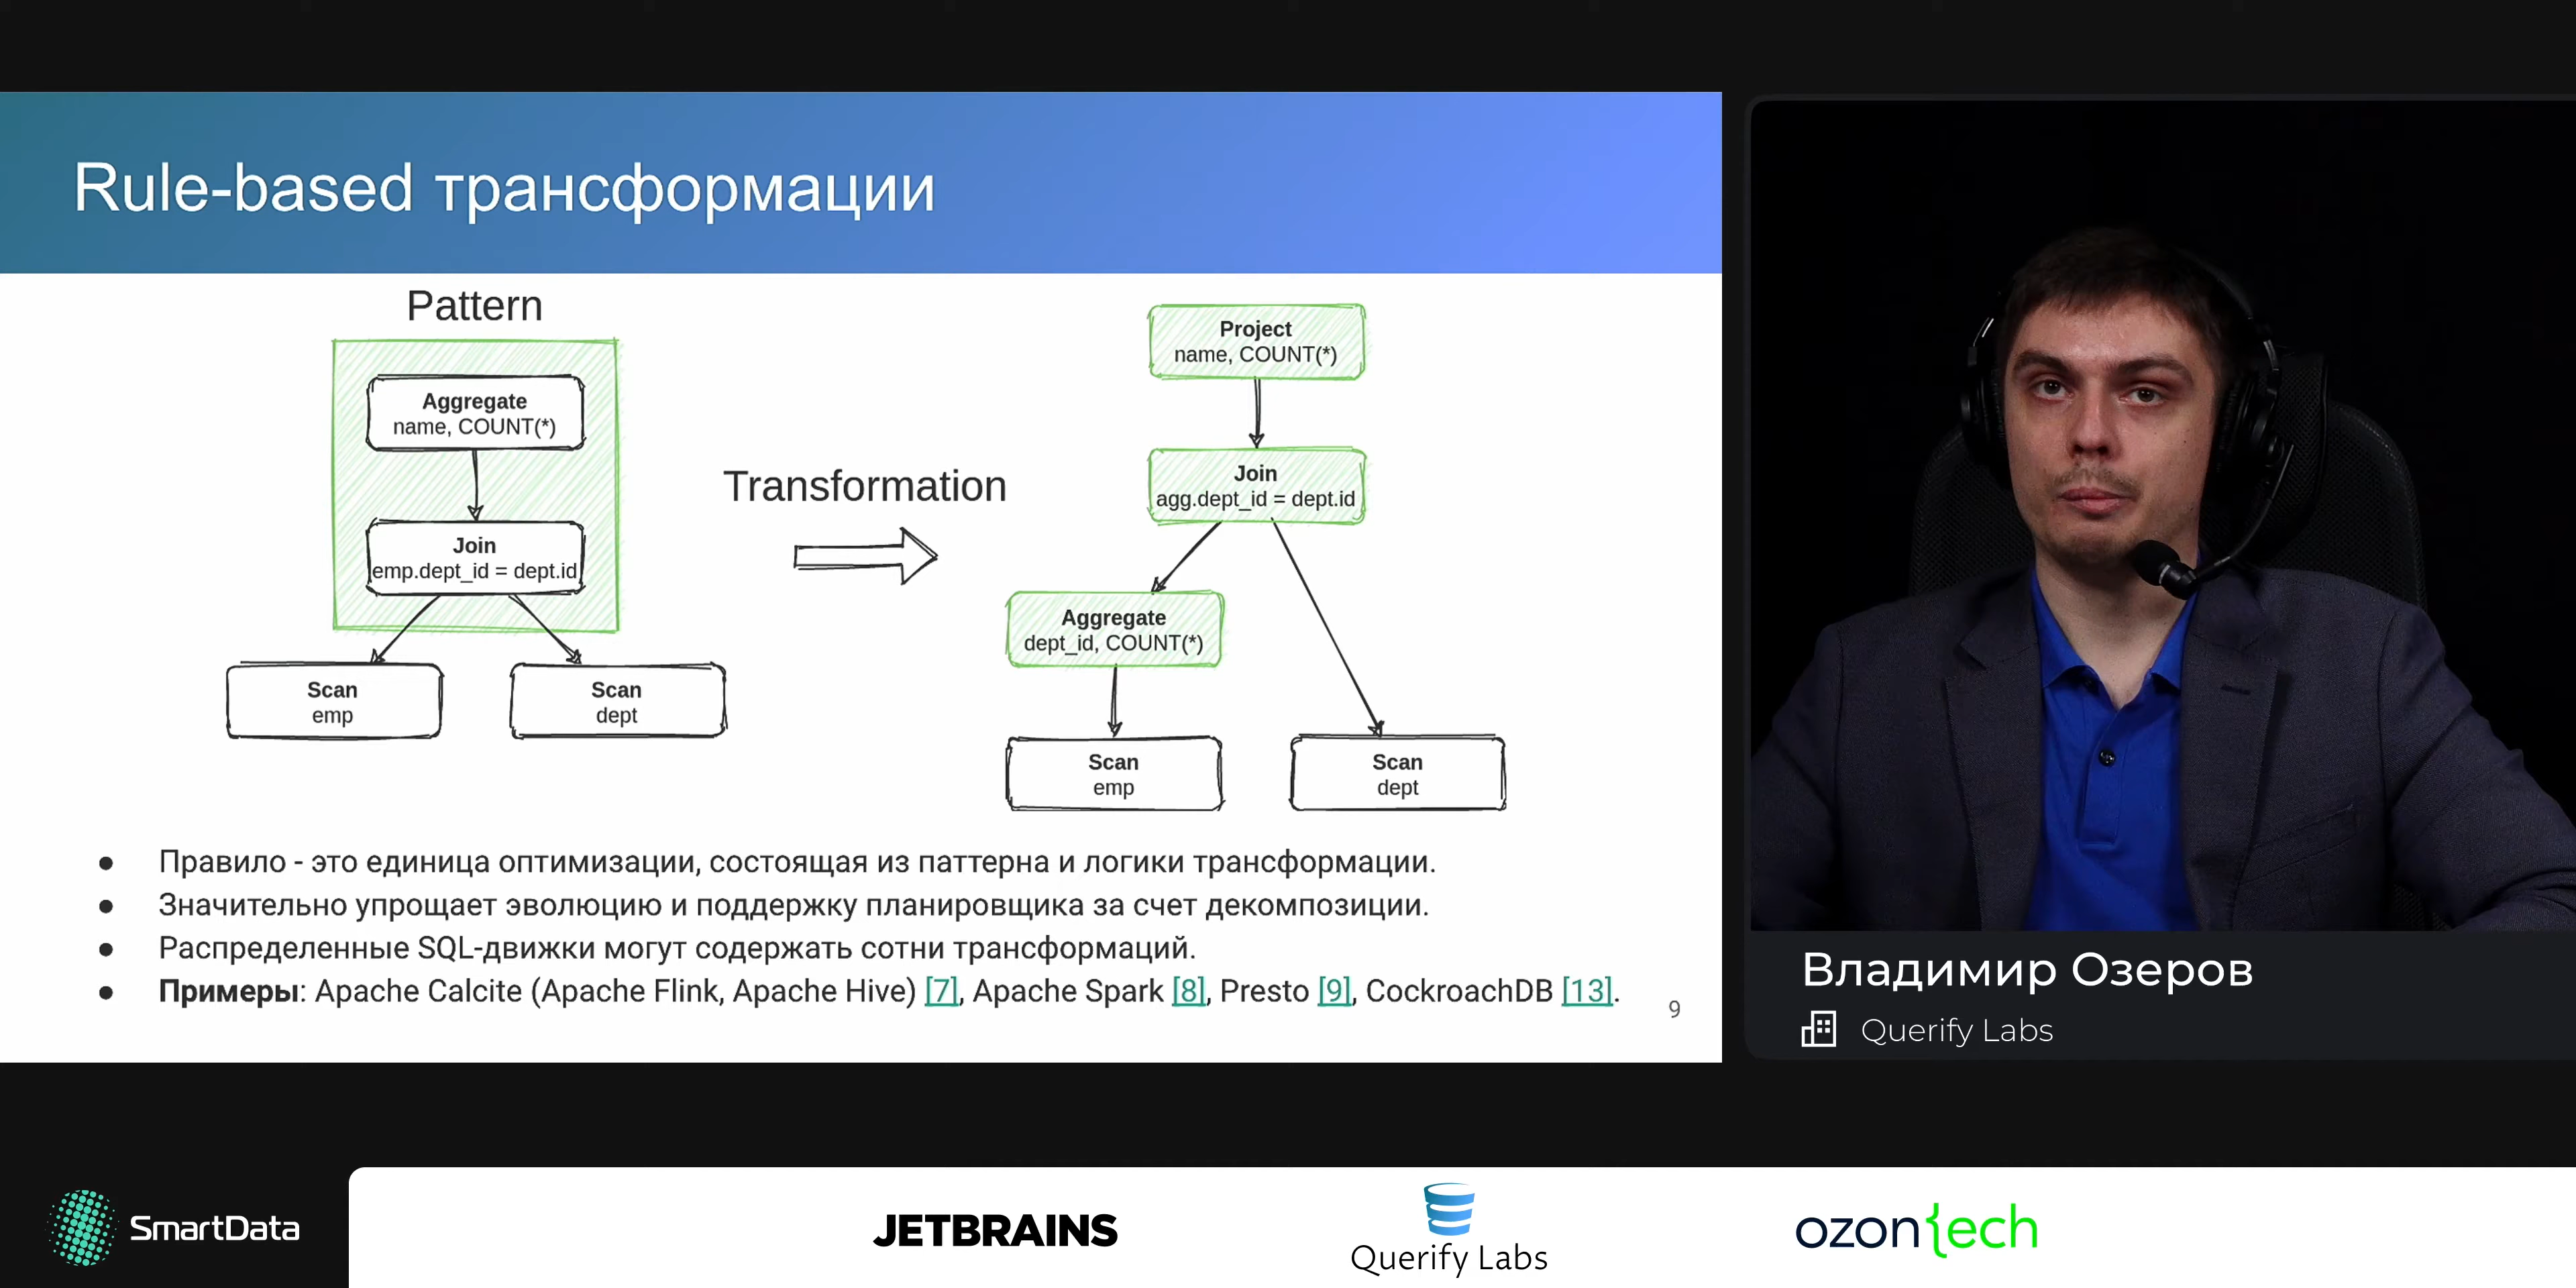 Rule-based трансформации
Pattern
Aggregate
name, COUNT(*)
Join
emp.dept_id = dept.id
Scan
emp
Scan
dept
Transformation
Project
name, COUNT(*)
Join
agg.dept_id = dept.id
Aggregate
dept_id, COUNT(*)
Scan
emp
Scan
dept
● Правило - это единица оптимизации, состоящая из паттерна и логики трансформации.
● Значительно упрощает эволюцию и поддержку планировщика за счет декомпозиции.
● Распределенные SQL-движки могут содержать сотни трансформаций.
● Примеры: Apache Calcite (Apache Flink, Apache Hive) [7], Apache Spark [8], Presto [9], CockroachDB [13].
9
Владимир Озеров
Querify Labs
SmartData
JETBRAINS
Querify Labs
ozon{ech